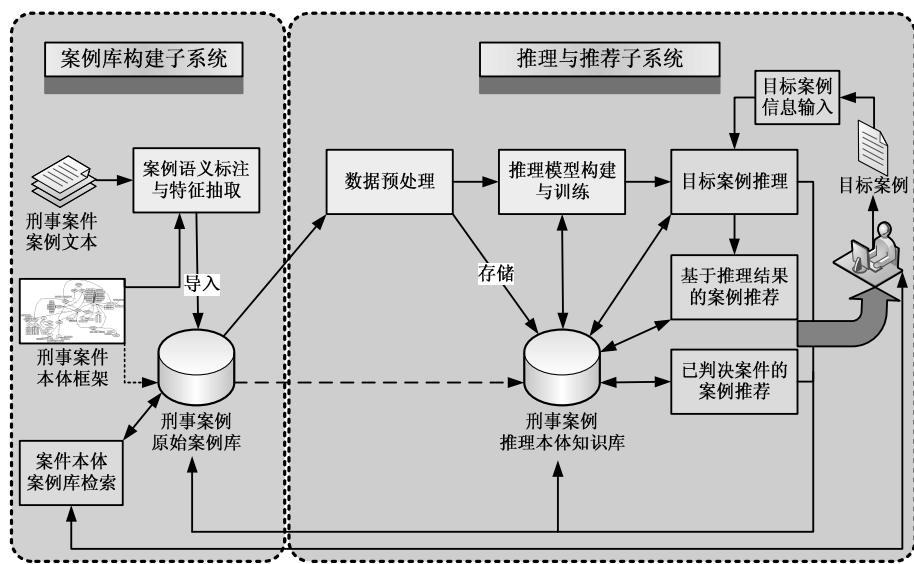 案例库构建子系统
推理与推荐子系统
目标案例
信息输入
案例语义标注
与特征抽取
数据预处理
推理模型构建
与训练
目标案例推理
目标案例
刑事案件
案例文本
导入
存储
基于推理结果
的案例推荐
刑事案件
本体框架
已判决案件的
案例推荐
刑事案例
原始案例库
刑事案例
推理本体知识库
案件本体
案例库检索